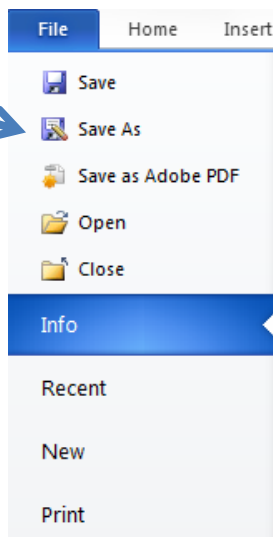 File Home Insert
Save
Save As
Save as Adobe PDF
Open
Close
Info
Recent
New
Print